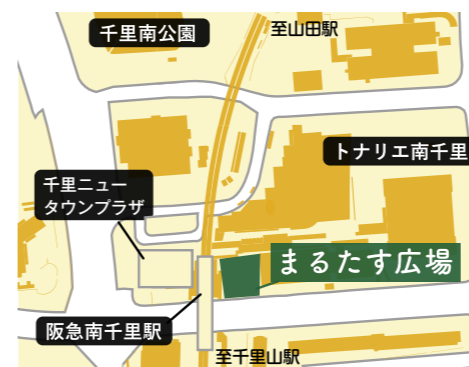 千里南公園
至山田駅
トナリエ南千里
千里ニュー
タウンプラザ
まるたす広場
阪急南千里駅
至千里山駅